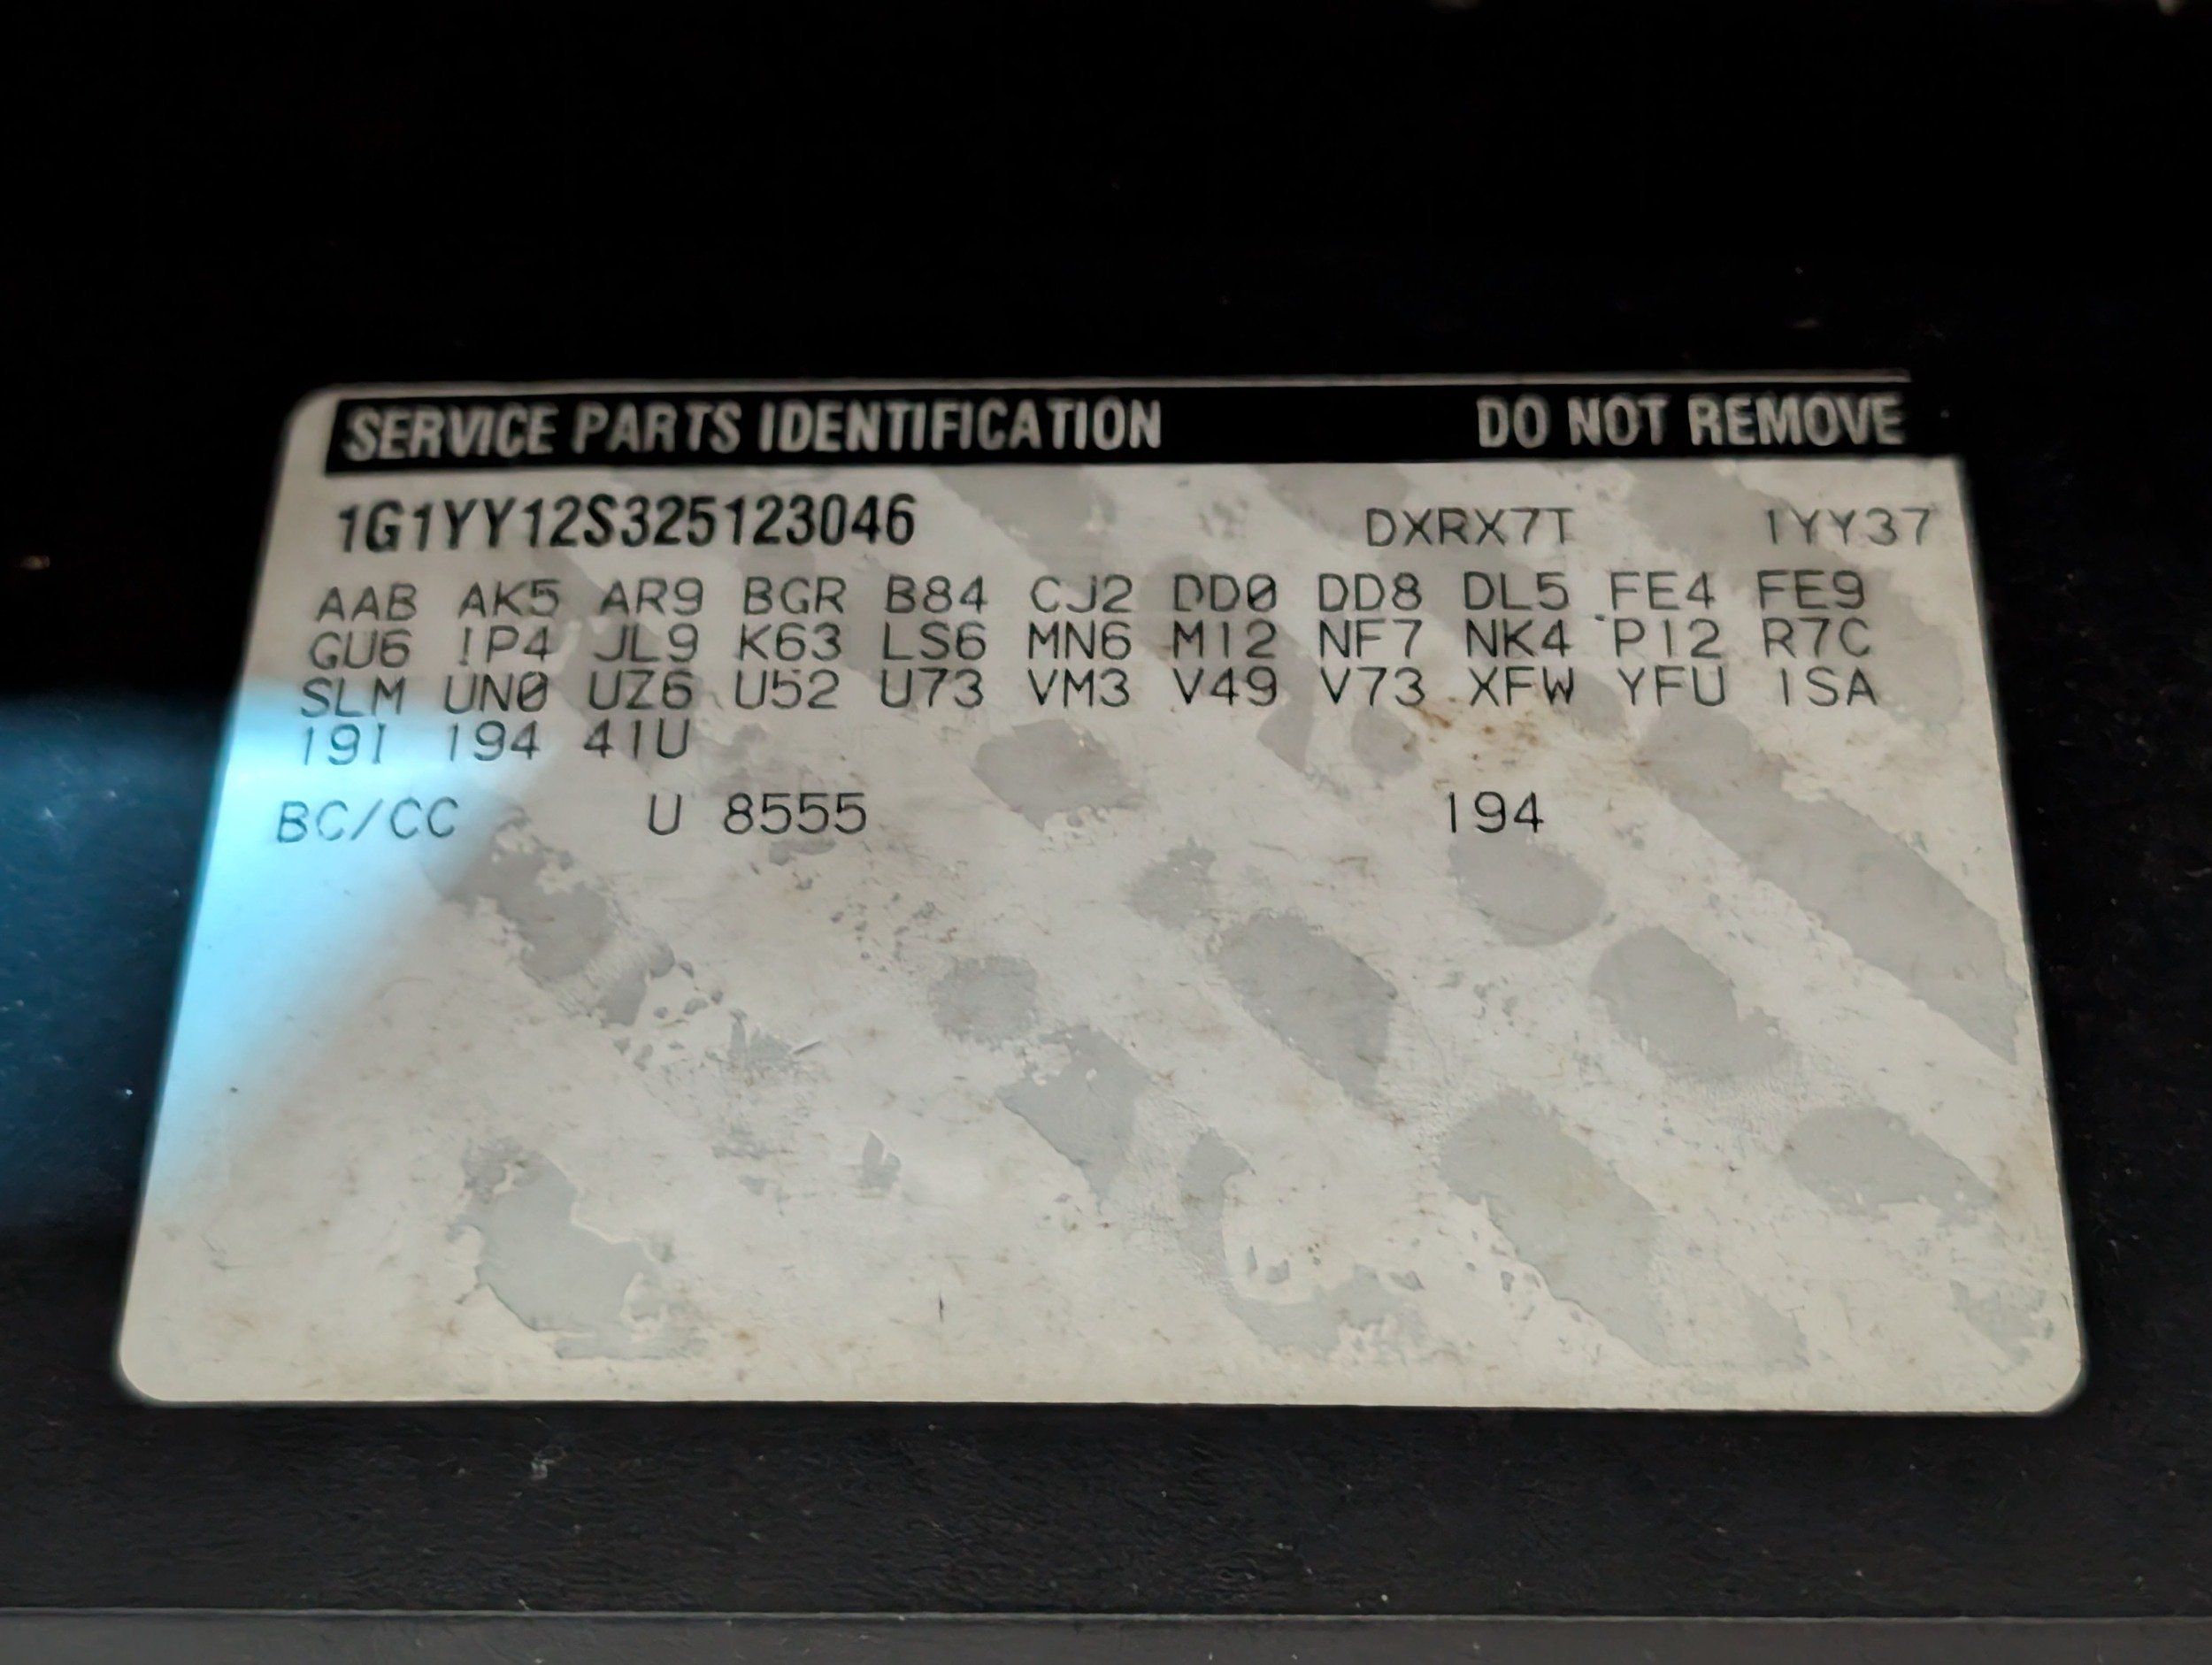 SERVICE PARTS IDENTIFICATION DO NOT REMOVE
1G1YY12S325123046 DXRX7T 1YY37
AAB AK5 AR9 BGR B84 CJ2 DD0 DD8 DL5 FE4 FE9
GU6 1P4 JL9 K63 LS6 MN6 M12 NF7 NK4 P12 R7C
SLM UN0 UZ6 U52 U73 VM3 V49 V73 XFW YFU 1SA
19I 194 41U
BC/CC U 8555 194